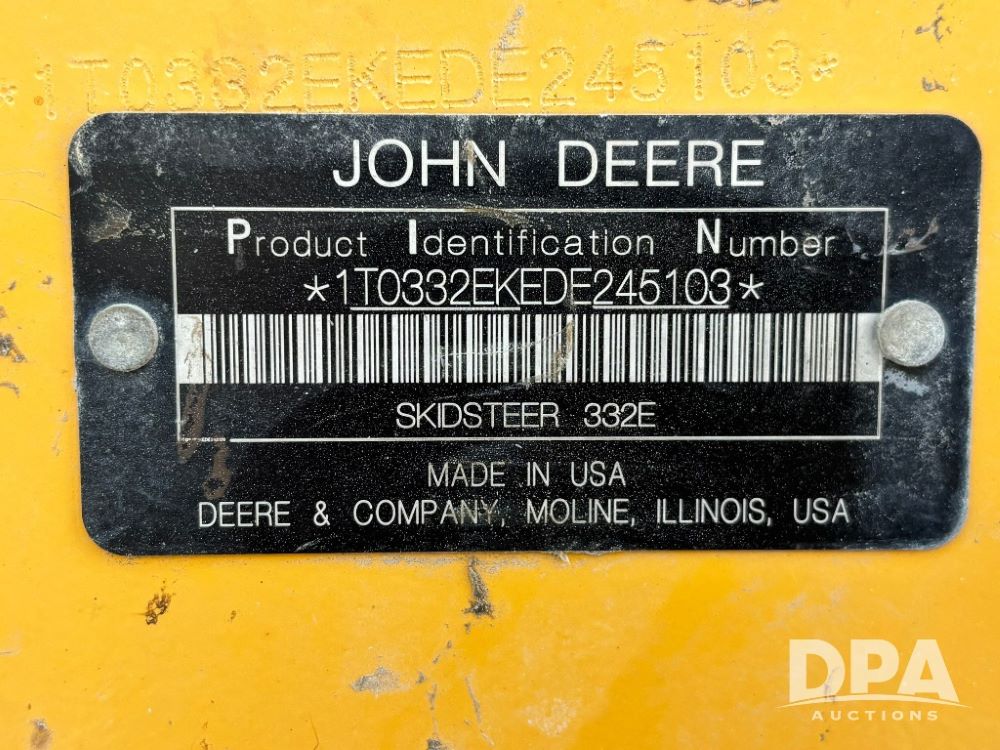 *1T0332EKEDE245103*
JOHN DEERE
Product Identification Number
*1T0332EKEDE245103*
SKIDSTEER 332E
MADE IN USA
DEERE & COMPANY, MOLINE, ILLINOIS, USA
DPA
AUCTIONS